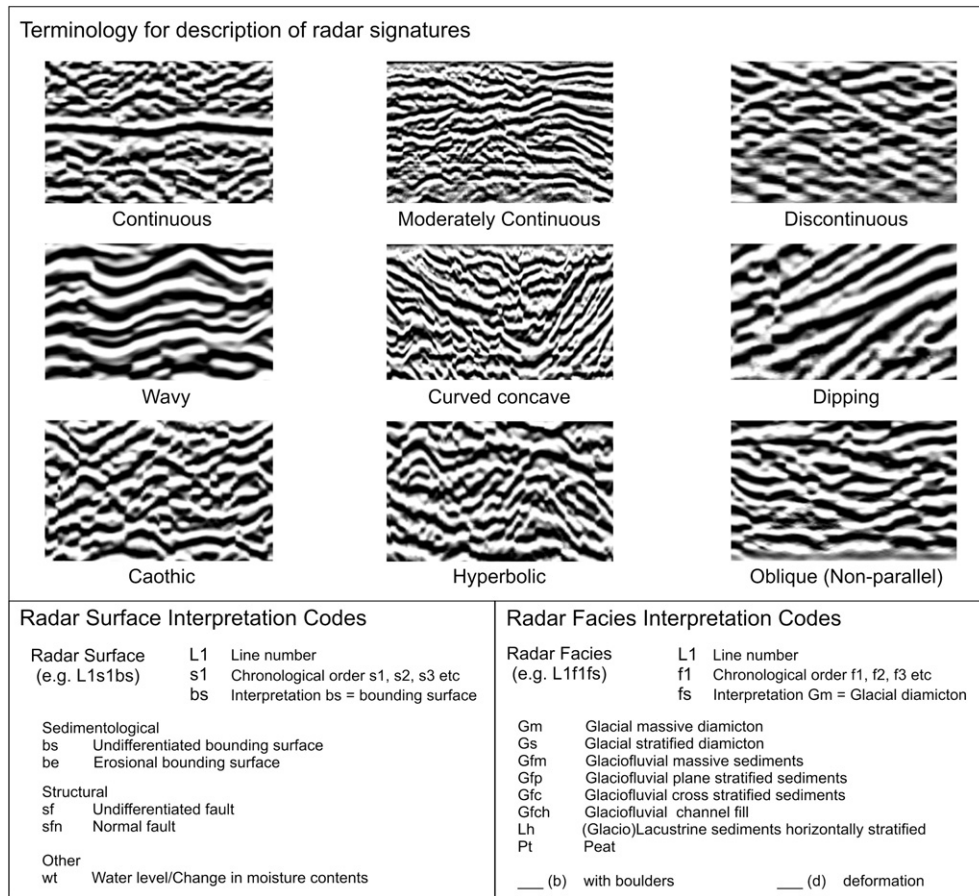 Terminology for description of radar signatures
Continuous
Moderately Continuous
Discontinuous
Wavy
Curved concave
Dipping
Caothic
Hyperbolic
Oblique (Non-parallel)
Radar Surface Interpretation Codes
Radar Surface L1 Line number
(e.g. L1s1bs) s1 Chronological order s1, s2, s3 etc
bs Interpretation bs = bounding surface
Sedimentological
bs Undifferentiated bounding surface
be Erosional bounding surface
Structural
sf Undifferentiated fault
sfn Normal fault
Other
wt Water level/Change in moisture contents
Radar Facies Interpretation Codes
Radar Facies L1 Line number
(e.g. L1f1fs) f1 Chronological order f1, f2, f3 etc
fs Interpretation Gm = Glacial diamicton
Gm Glacial massive diamicton
Gs Glacial stratified diamicton
Gfm Glaciofluvial massive sediments
Gfp Glaciofluvial plane stratified sediments
Gfc Glaciofluvial cross stratified sediments
Gfch Glaciofluvial channel fill
Lh (Glacio)Lacustrine sediments horizontally stratified
Pt Peat
___ (b) with boulders ___ (d) deformation